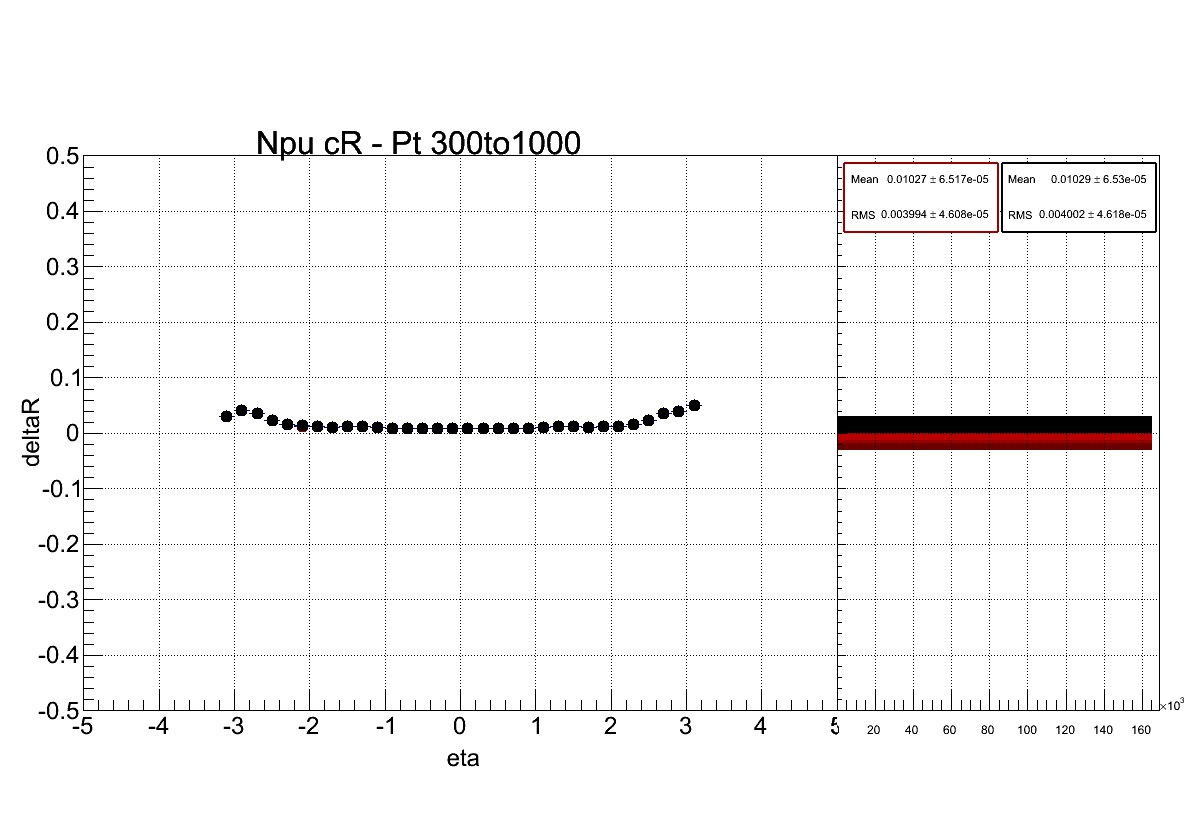 Npu cR - Pt 300to1000
0.5
0.4
0.3
0.2
0.1
0
-0.1
-0.2
-0.3
-0.4
-0.5
deltaR
-5 -4 -3 -2 -1 0 1 2 3 4
eta
Mean 0.01027 ± 6.517e-05
RMS 0.003994 ± 4.608e-05
Mean 0.01029 ± 6.53e-05
RMS 0.004002 ± 4.618e-05
20 40 60 80 100 120 140 160
×10³